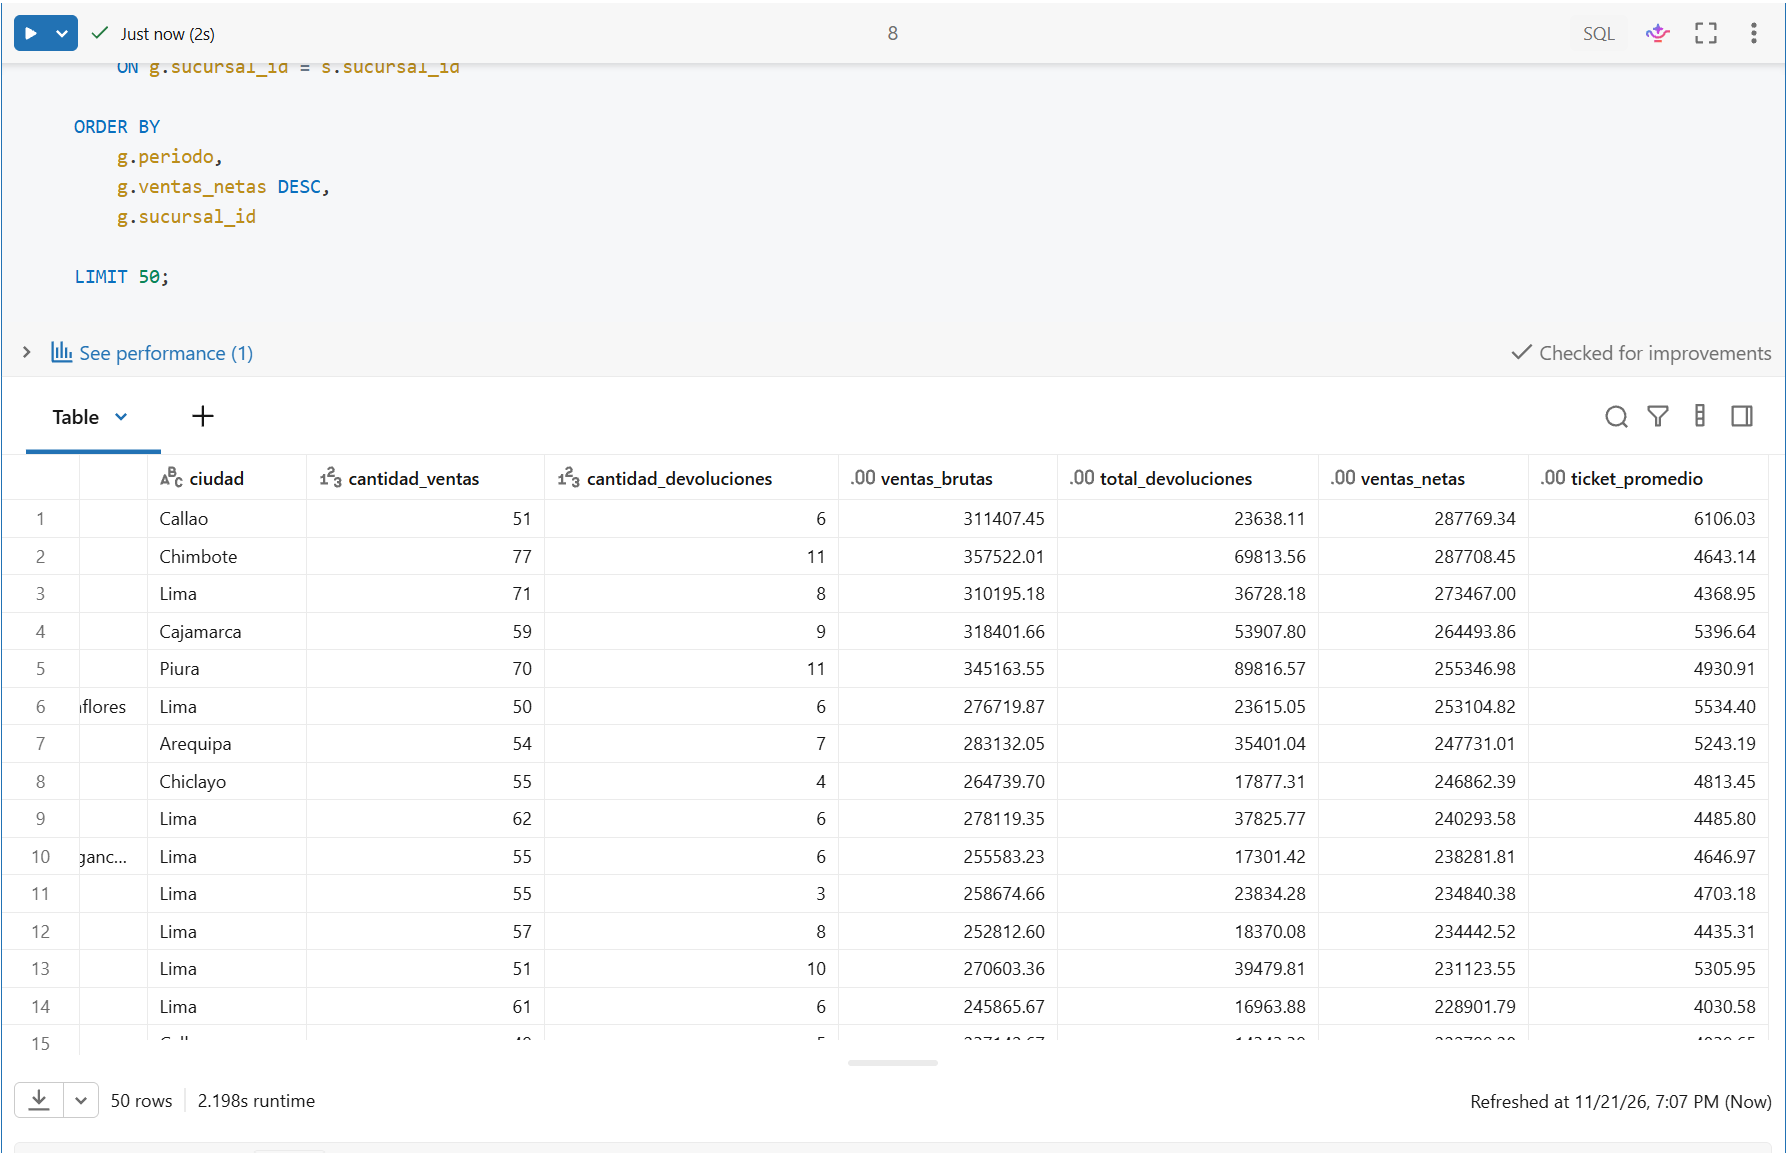 Just now (2s) 8 SQL
ON g.sucursal_id = s.sucursal_id
ORDER BY
g.periodo,
g.ventas_netas DESC,
g.sucursal_id
LIMIT 50;
See performance (1) Checked for improvements
Table
ciudad cantidad_ventas cantidad_devoluciones .00 ventas_brutas .00 total_devoluciones .00 ventas_netas .00 ticket_promedio
1 Callao 51 6 311407.45 23638.11 287769.34 6106.03
2 Chimbote 77 11 357522.01 69813.56 287708.45 4643.14
3 Lima 71 8 310195.18 36728.18 273467.00 4368.95
4 Cajamarca 59 9 318401.66 53907.80 264493.86 5396.64
5 Piura 70 11 345163.55 89816.57 255346.98 4930.91
6 flores Lima 50 6 276719.87 23615.05 253104.82 5534.40
7 Arequipa 54 7 283132.05 35401.04 247731.01 5243.19
8 Chiclayo 55 4 264739.70 17877.31 246862.39 4813.45
9 Lima 62 6 278119.35 37825.77 240293.58 4485.80
10 ganc... Lima 55 6 255583.23 17301.42 238281.81 4646.97
11 Lima 55 3 258674.66 23834.28 234840.38 4703.18
12 Lima 57 8 252812.60 18370.08 234442.52 4435.31
13 Lima 51 10 270603.36 39479.81 231123.55 5305.95
14 Lima 61 6 245865.67 16963.88 228901.79 4030.58
15
50 rows 2.198s runtime Refreshed at 11/21/26, 7:07 PM (Now)